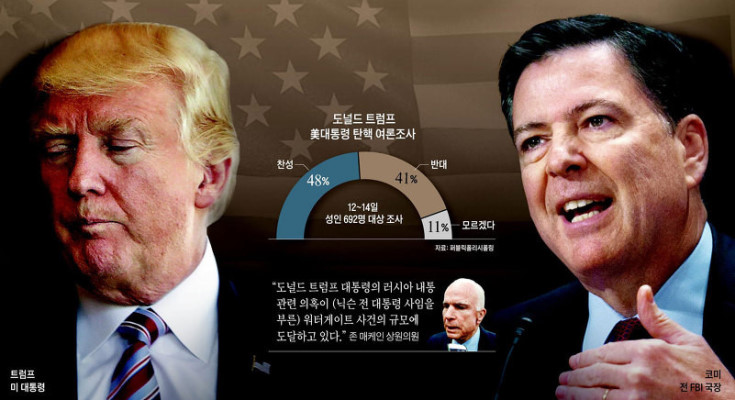 도널드 트럼프
美대통령 탄핵 여론조사
찬성
48%
반대
41%
12~14일
성인 692명 대상 조사
모르겠다
11%
자료: 퍼블릭폴리시폴링
“도널드 트럼프 대통령의 러시아 내통
관련 의혹이 (닉슨 전 대통령 사임을
부른) 워터게이트 사건의 규모에
도달하고 있다.” 존 매케인 상원의원
트럼프
미 대통령
코미
전 FBI 국장